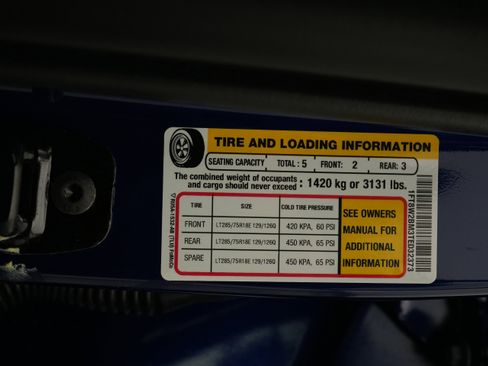 TIRE AND LOADING INFORMATION
SEATING CAPACITY TOTAL : 5 FRONT: 2 REAR: 3
The combined weight of occupants
and cargo should never exceed : 1420 kg or 3131 lbs.
TIRE SIZE COLD TIRE PRESSURE
FRONT LT285/75R18E 129/126Q 420 KPA, 60 PSI
REAR LT285/75R18E 129/126Q 450 KPA, 65 PSI
SPARE LT285/75R18E 129/126Q 450 KPA, 65 PSI
SEE OWNERS
MANUAL FOR
ADDITIONAL
INFORMATION
1FT8W2BM3TED32373